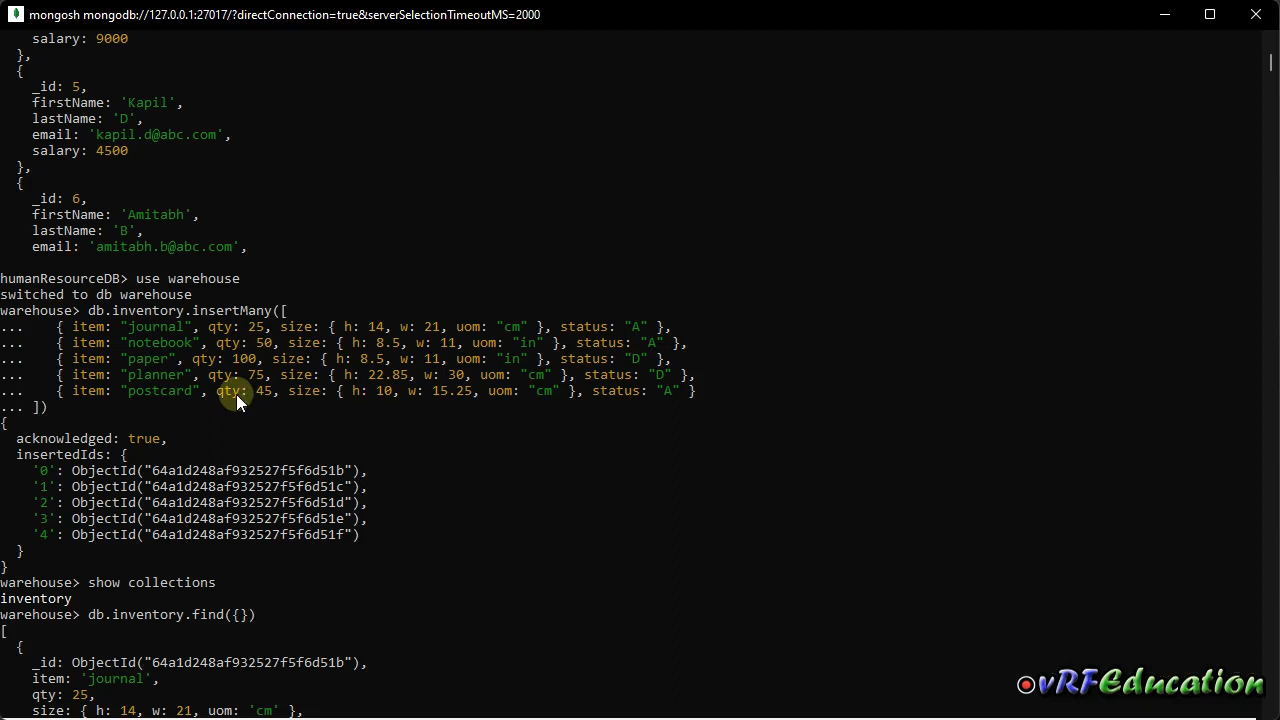 mongosh mongodb://127.0.0.1:27017/?directConnection=true&serverSelectionTimeoutMS=2000
    salary: 9000
  },
  {
    _id: 5,
    firstName: 'Kapil',
    lastName: 'D',
    email: 'kapil.d@abc.com',
    salary: 4500
  },
  {
    _id: 6,
    firstName: 'Amitabh',
    lastName: 'B',
    email: 'amitabh.b@abc.com',
humanResourceDB> use warehouse
switched to db warehouse
warehouse> db.inventory.insertMany([
...    { item: "journal", qty: 25, size: { h: 14, w: 21, uom: "cm" }, status: "A" },
...    { item: "notebook", qty: 50, size: { h: 8.5, w: 11, uom: "in" }, status: "A" },
...    { item: "paper", qty: 100, size: { h: 8.5, w: 11, uom: "in" }, status: "D" },
...    { item: "planner", qty: 75, size: { h: 22.85, w: 30, uom: "cm" }, status: "D" },
...    { item: "postcard", qty: 45, size: { h: 10, w: 15.25, uom: "cm" }, status: "A" }
... ])
{
  acknowledged: true,
  insertedIds: {
    '0': ObjectId("64a1d248af932527f5f6d51b"),
    '1': ObjectId("64a1d248af932527f5f6d51c"),
    '2': ObjectId("64a1d248af932527f5f6d51d"),
    '3': ObjectId("64a1d248af932527f5f6d51e"),
    '4': ObjectId("64a1d248af932527f5f6d51f")
  }
}
warehouse> show collections
inventory
warehouse> db.inventory.find({})
[
  {
    _id: ObjectId("64a1d248af932527f5f6d51b"),
    item: 'journal',
    qty: 25,
    size: { h: 14, w: 21, uom: 'cm' },
vRFEducation